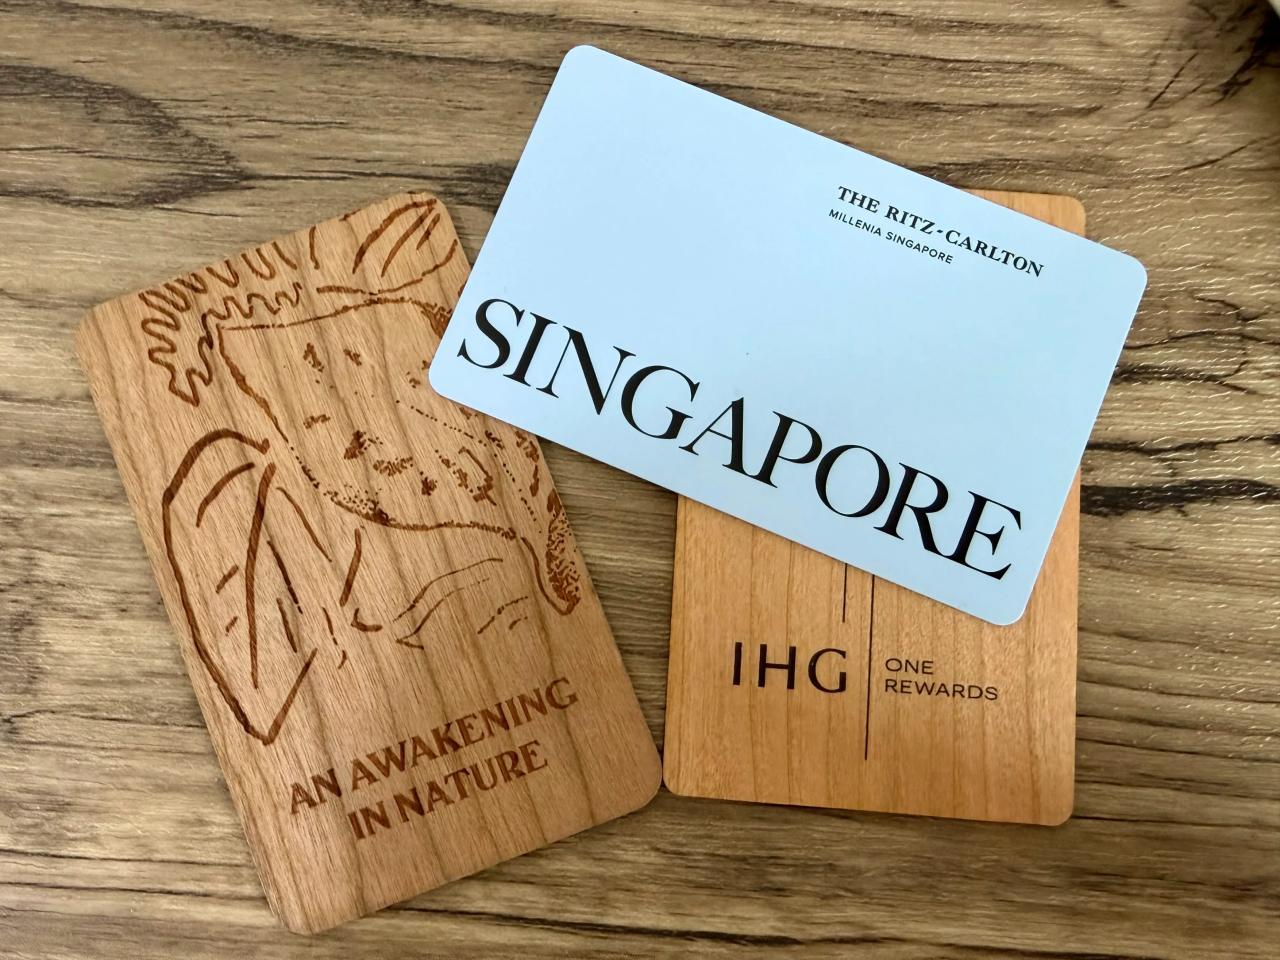 THE RITZ-CARLTON
MILLENIA SINGAPORE
SINGAPORE
AN AWAKENING
IN NATURE
IHG
ONE
REWARDS